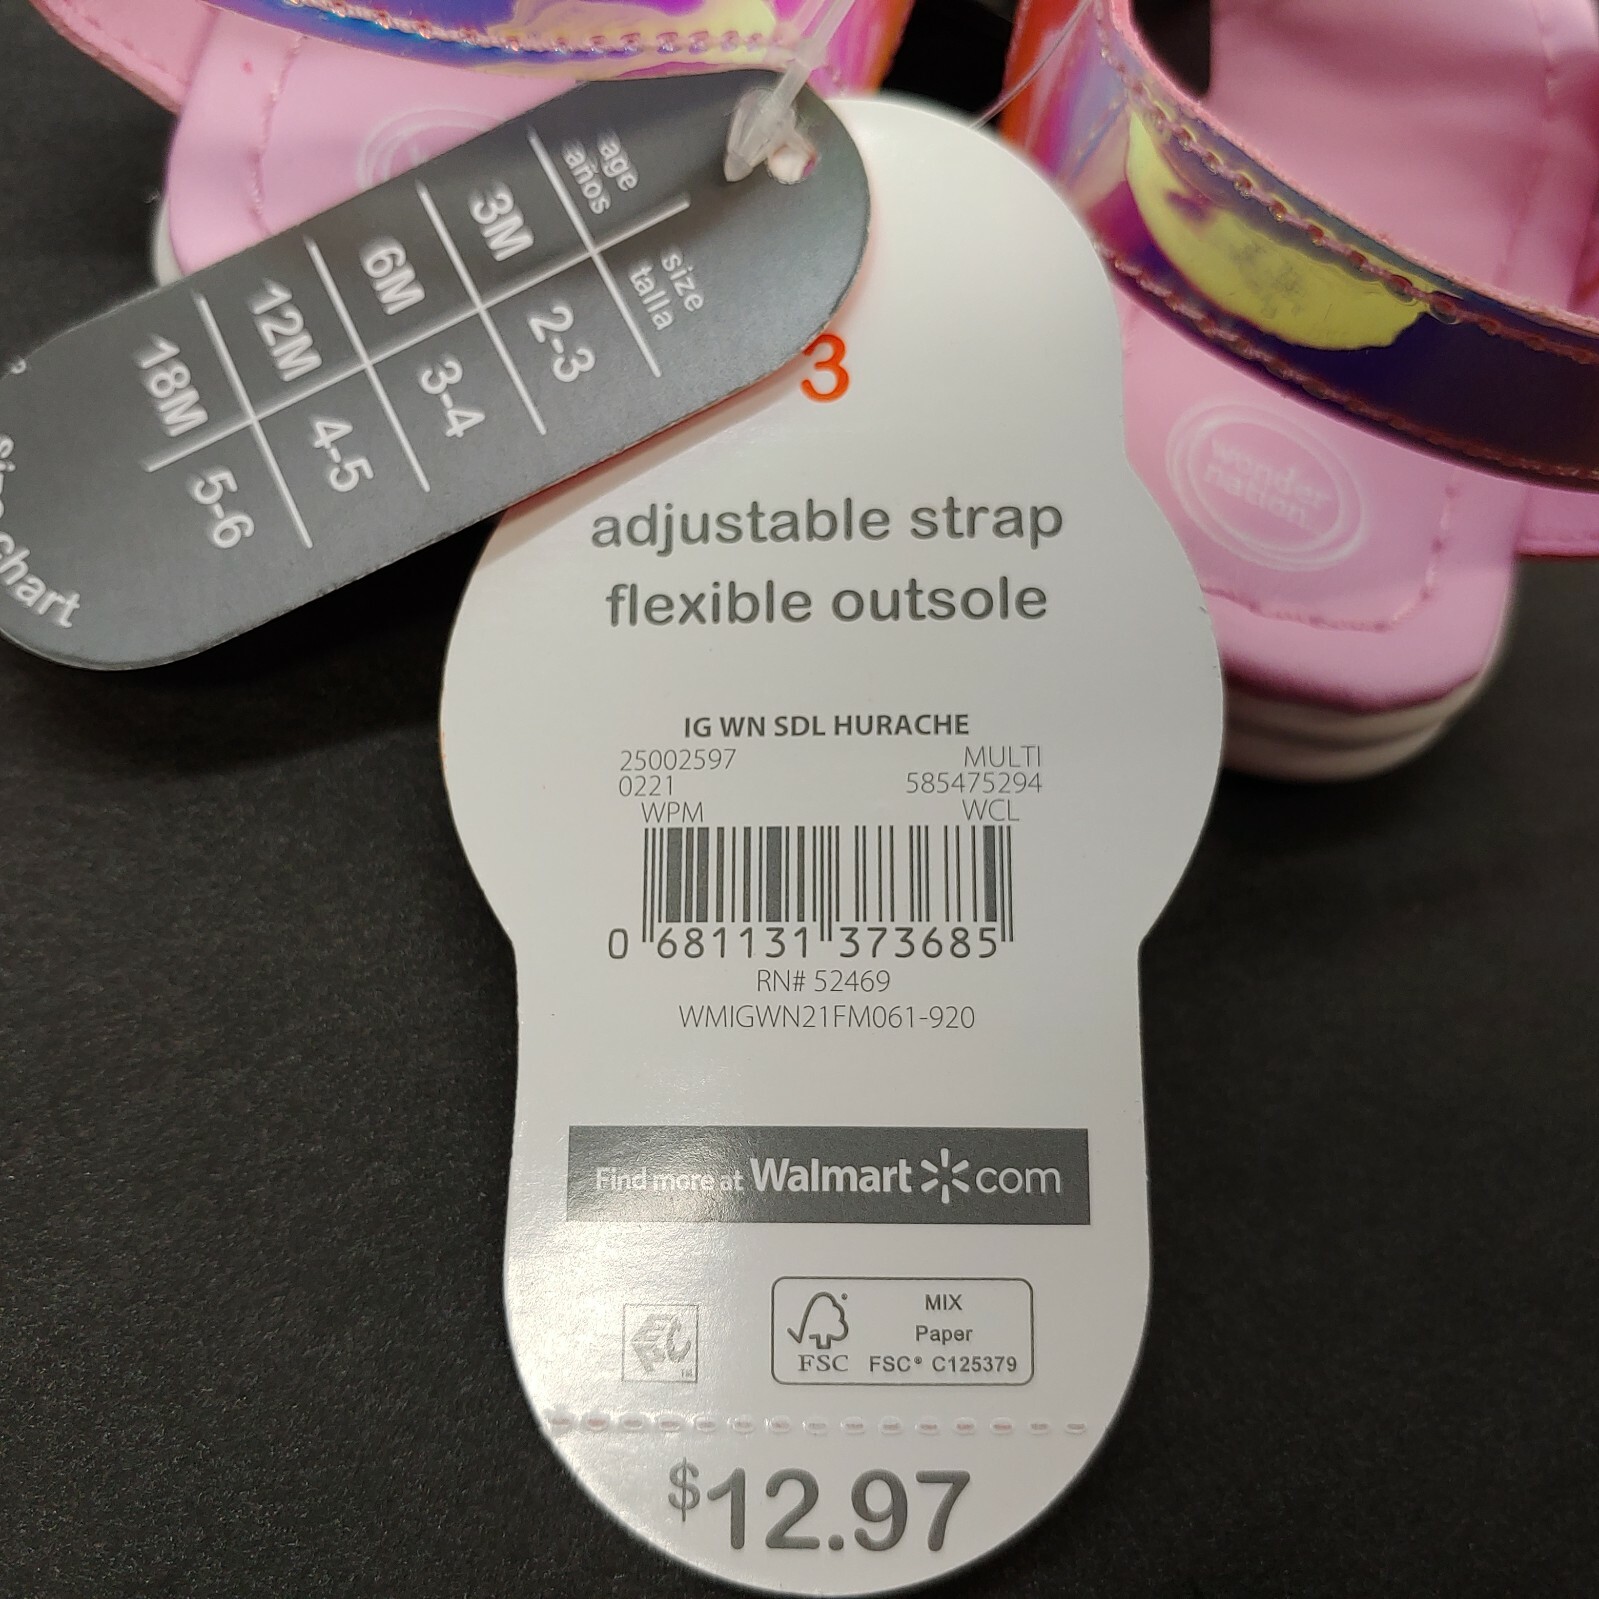 age
años
size
talla
3M
2-3
6M
3-4
12M
4-5
18M
5-6
chart
3
adjustable strap
flexible outsole
IG WN SDL HURACHE
25002597 MULTI
0221 585475294
WPM WCL
0 681131 373685
RN# 52469
WMIGWN21FM061-920
Find more at Walmart com
FSC
MIX
Paper
FSC® C125379
$12.97
wonder
nation